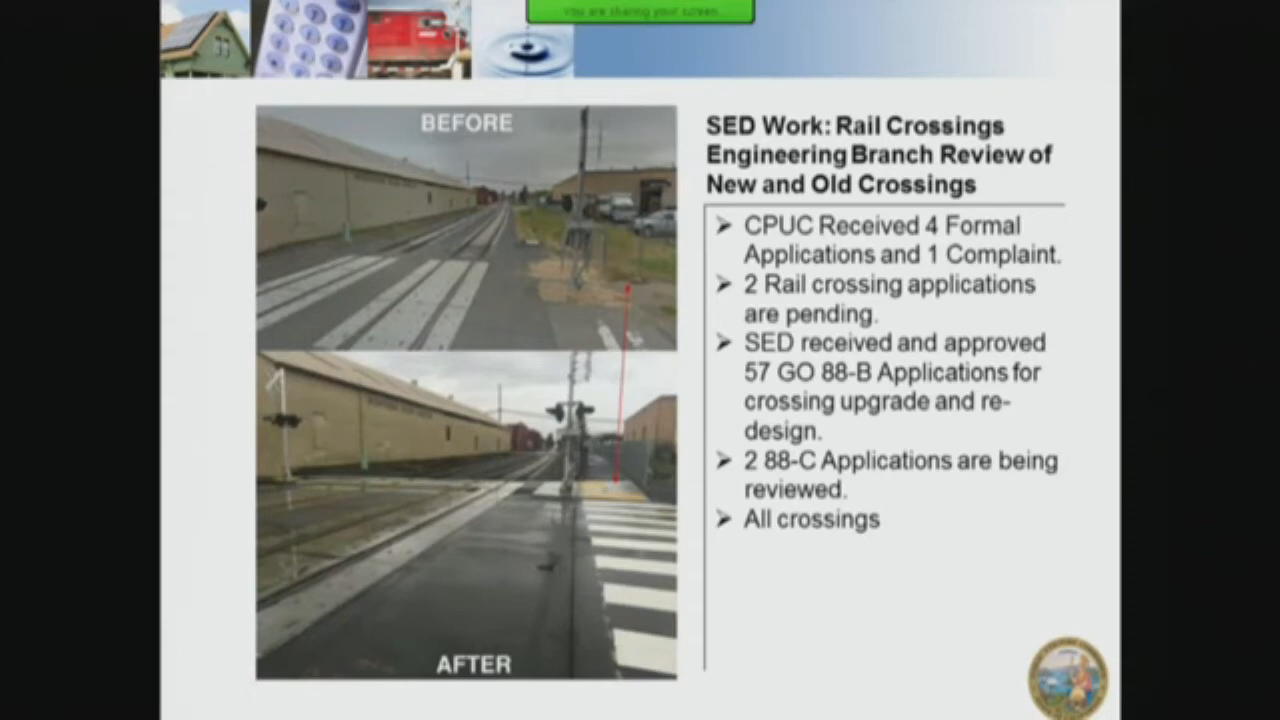 You are sharing your screen
BEFORE
AFTER
SED Work: Rail Crossings
Engineering Branch Review of
New and Old Crossings
CPUC Received 4 Formal
Applications and 1 Complaint.
2 Rail crossing applications
are pending.
SED received and approved
57 GO 88-B Applications for
crossing upgrade and re-
design.
2 88-C Applications are being
reviewed.
All crossings